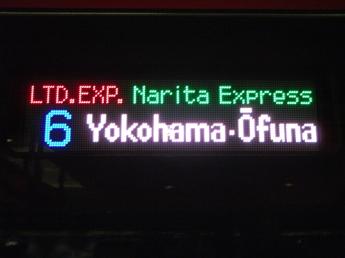 LTD.EXP. Narita Express
6 Yokohama·Ōfuna